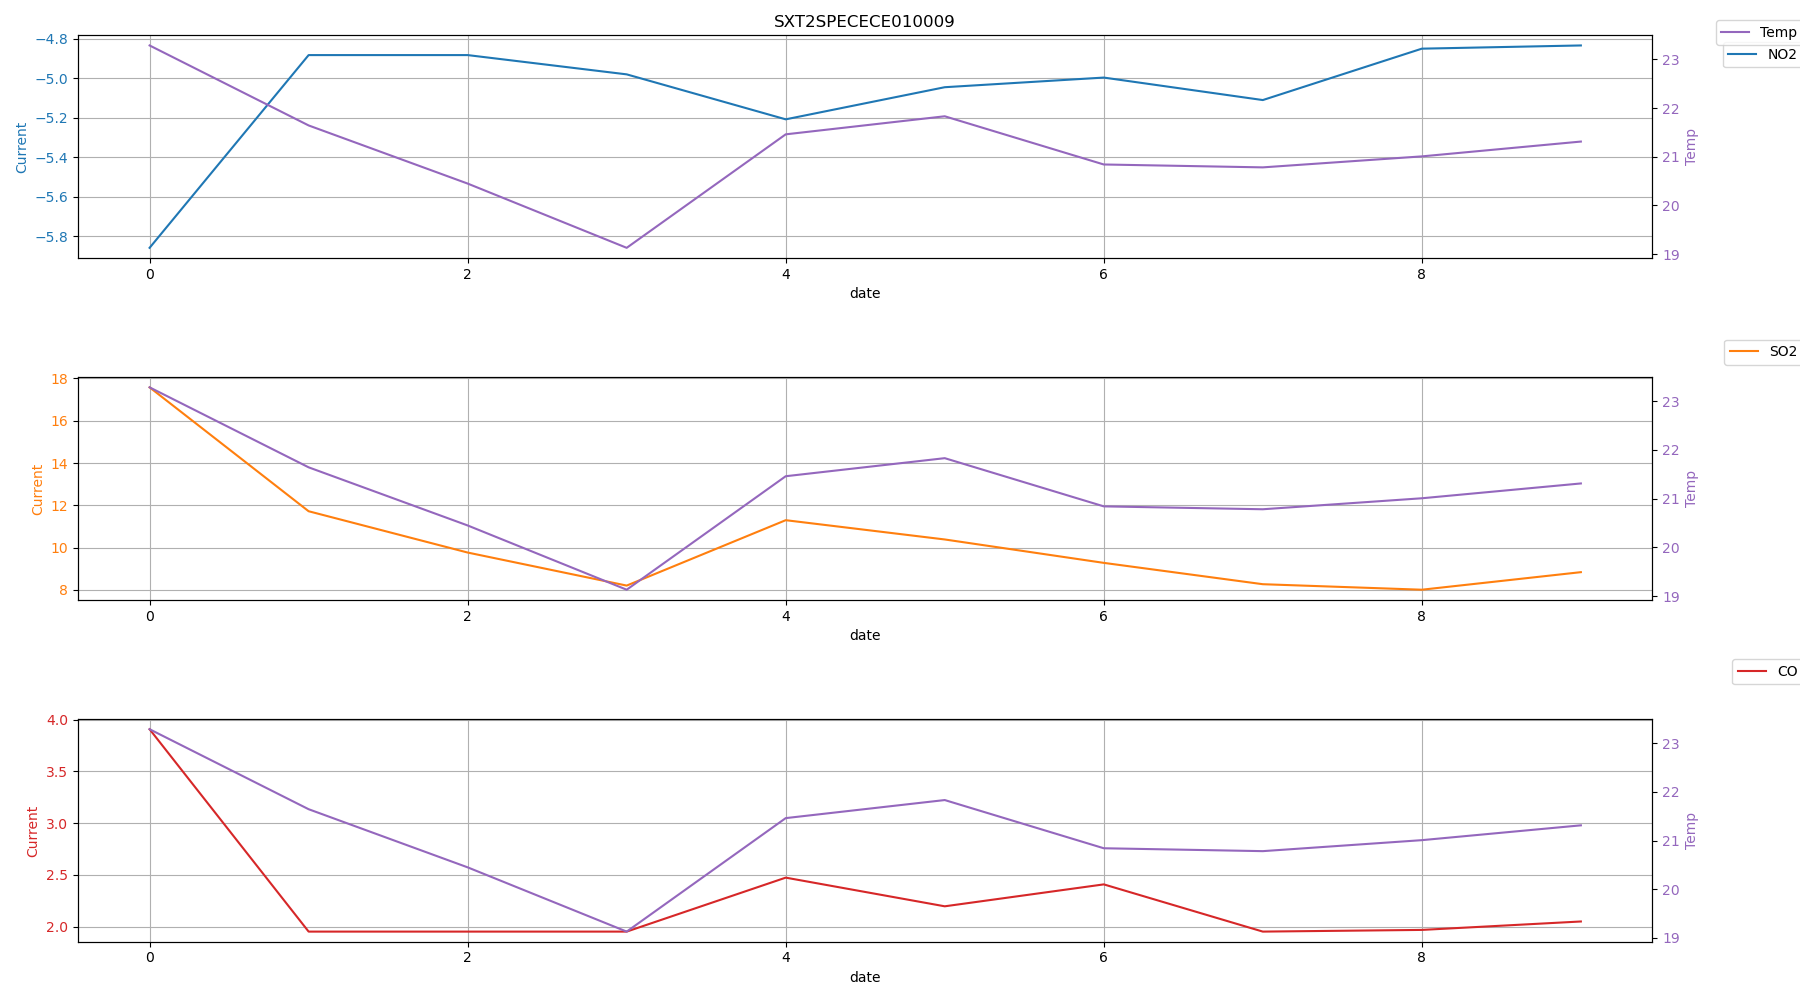 SXT2SPECECE010009
Temp
NO2
−4.8
−5.0
−5.2
−5.4
−5.6
−5.8
Current
23
22
21
20
19
Temp
0 2 4 6 8
date
SO2
18
16
14
12
10
8
Current
23
22
21
20
19
Temp
0 2 4 6 8
date
CO
4.0
3.5
3.0
2.5
2.0
Current
23
22
21
20
19
Temp
0 2 4 6 8
date